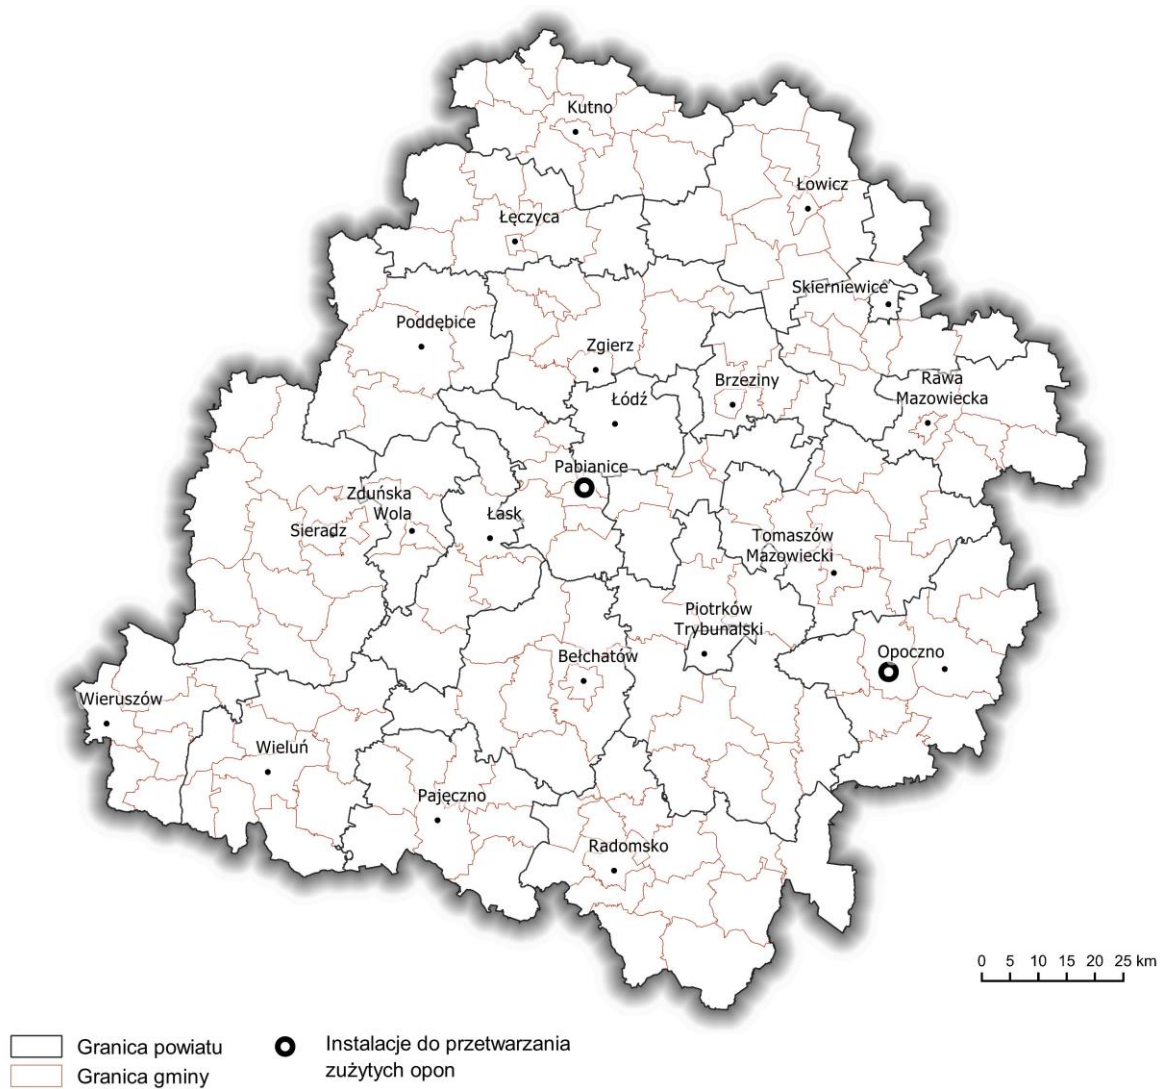 Kutno
Łowicz
Łęczyca
Skierniewice
Poddębice
Zgierz
Brzeziny
Rawa
Mazowiecka
Łódź
Pabianice
Zduńska
Wola
Sieradz
Łask
Tomaszów
Mazowiecki
Piotrków
Trybunalski
Opoczno
Bełchatów
Wieruszów
Wieluń
Pajęczno
Radomsko
0 5 10 15 20 25 km
Granica powiatu
Granica gminy
Instalacje do przetwarzania
zużytych opon